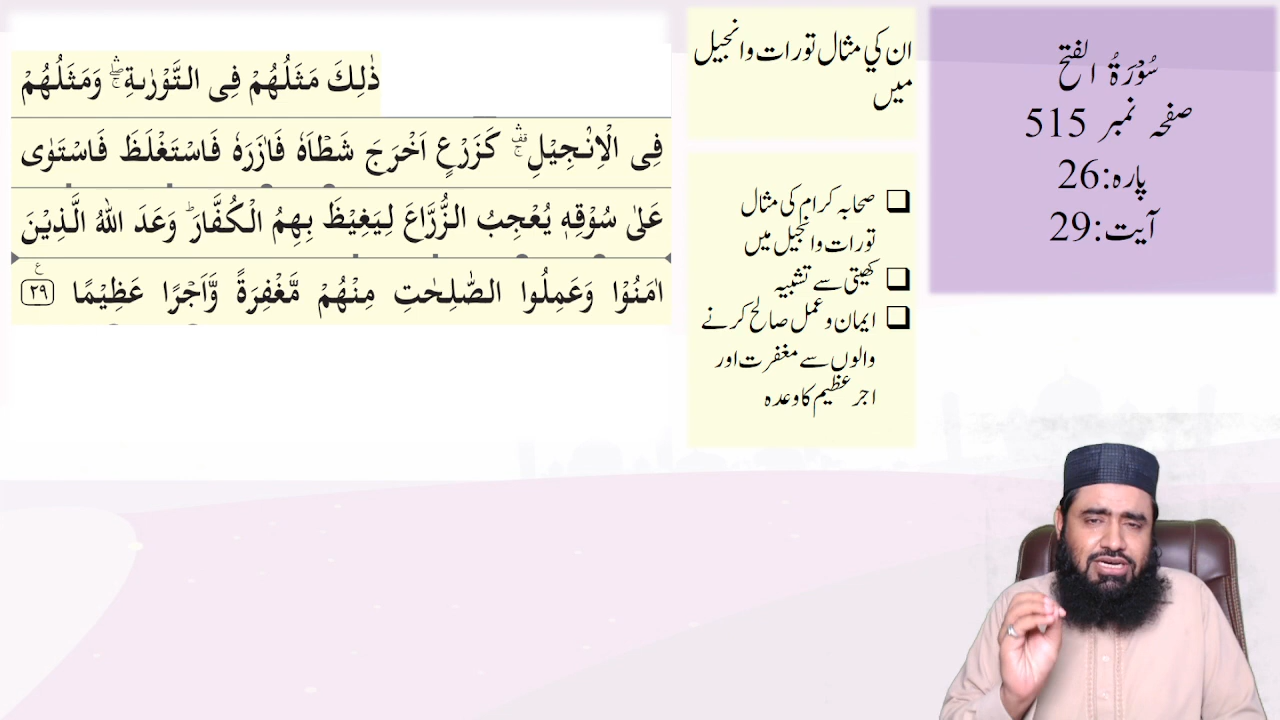 سُوْرَةُ الفتح
صفحہ نمبر 515
پارہ:26
آیت:29
ان کی مثال تورات وانجیل
میں
❑ صحابہ کرام کی مثال
تورات وانجیل میں
❑ کھیتی سے تشبیہ
❑ ایمان و عمل صالح کرنے
والوں سے مغفرت اور
اجر عظیم کا وعدہ
ذٰلِكَ مَثَلُهُمْ فِی التَّوْرٰىةِ ۛۖۚ وَمَثَلُهُمْ
فِی الْاِنْجِیْلِ ۛ۫ۚ كَزَرْعٍ اَخْرَجَ شَطْاَهٗ فَاٰزَرَهٗ فَاسْتَغْلَظَ فَاسْتَوٰی
عَلٰی سُوْقِهٖ یُعْجِبُ الزُّرَّاعَ لِیَغِیْظَ بِهِمُ الْكُفَّارَ ؕ وَعَدَ اللّٰهُ الَّذِیْنَ
اٰمَنُوْا وَعَمِلُوا الصّٰلِحٰتِ مِنْهُمْ مَّغْفِرَةً وَّاَجْرًا عَظِیْمًا ۟۠ ۲۹ ع